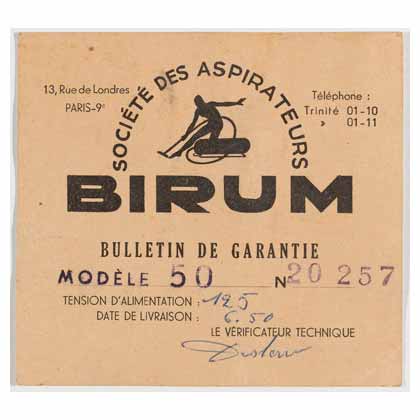 SOCIÉTÉ DES ASPIRATEURS
13, Rue de Londres
PARIS-9e
Téléphone :
Trinité 01-10
» 01-11
BIRUM
BULLETIN DE GARANTIE
MODÈLE 50 N 20 257
TENSION D'ALIMENTATION : 125
DATE DE LIVRAISON : 6.50
LE VÉRIFICATEUR TECHNIQUE